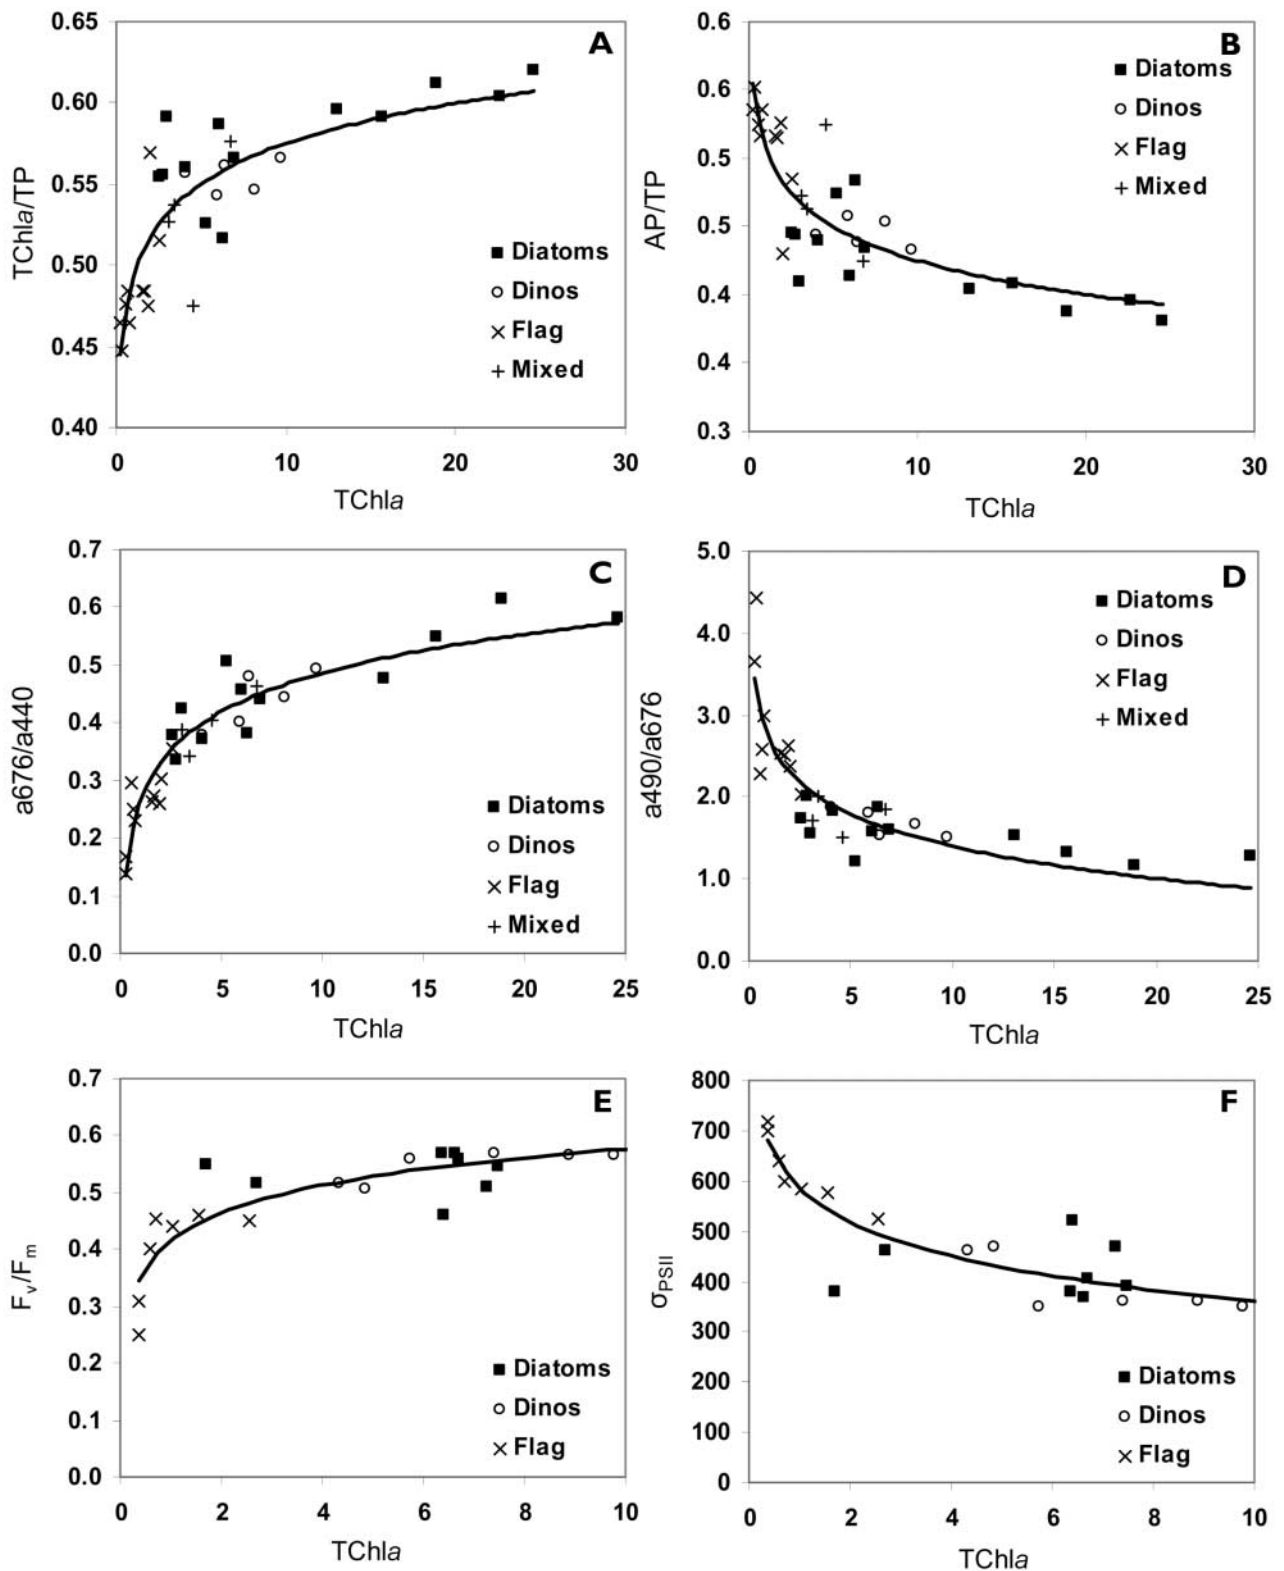 A
0.65
0.60
0.55
0.50
0.45
0.40
TChla/TP
Diatoms
Dinos
Flag
Mixed
0 10 20 30
TChla
B
0.6
0.6
0.5
0.5
0.4
0.4
0.3
AP/TP
Diatoms
Dinos
Flag
Mixed
0 10 20 30
TChla
C
0.7
0.6
0.5
0.4
0.3
0.2
0.1
0.0
a676/a440
Diatoms
Dinos
Flag
Mixed
0 5 10 15 20 25
TChla
D
5.0
4.0
3.0
2.0
1.0
0.0
a490/a676
Diatoms
Dinos
Flag
Mixed
0 5 10 15 20 25
TChla
E
0.7
0.6
0.5
0.4
0.3
0.2
0.1
0.0
Fv/Fm
Diatoms
Dinos
Flag
0 2 4 6 8 10
TChla
F
800
700
600
500
400
300
200
100
0
σPSII
Diatoms
Dinos
Flag
0 2 4 6 8 10
TChla